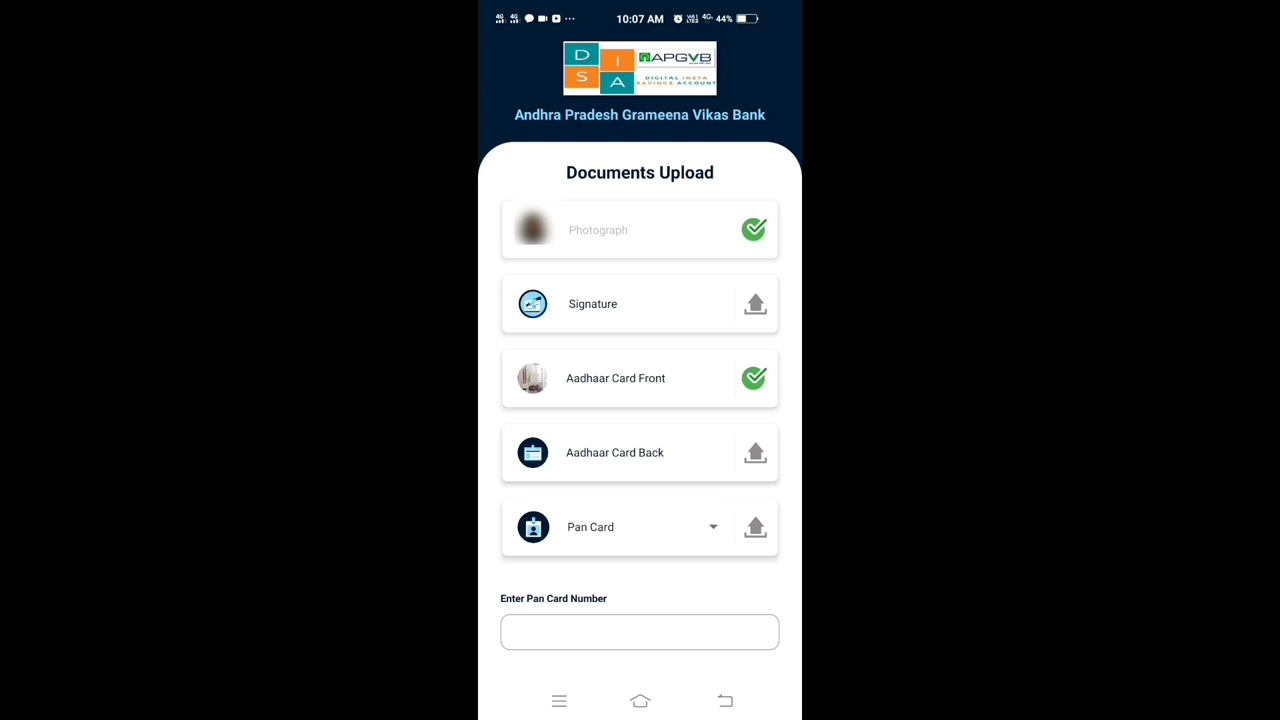 10:07 AM
44%
D
I
S
A
APGVB
DIGITAL INSTA
SAVINGS ACCOUNT
Andhra Pradesh Grameena Vikas Bank
Documents Upload
Photograph
Signature
Aadhaar Card Front
Aadhaar Card Back
Pan Card
Enter Pan Card Number